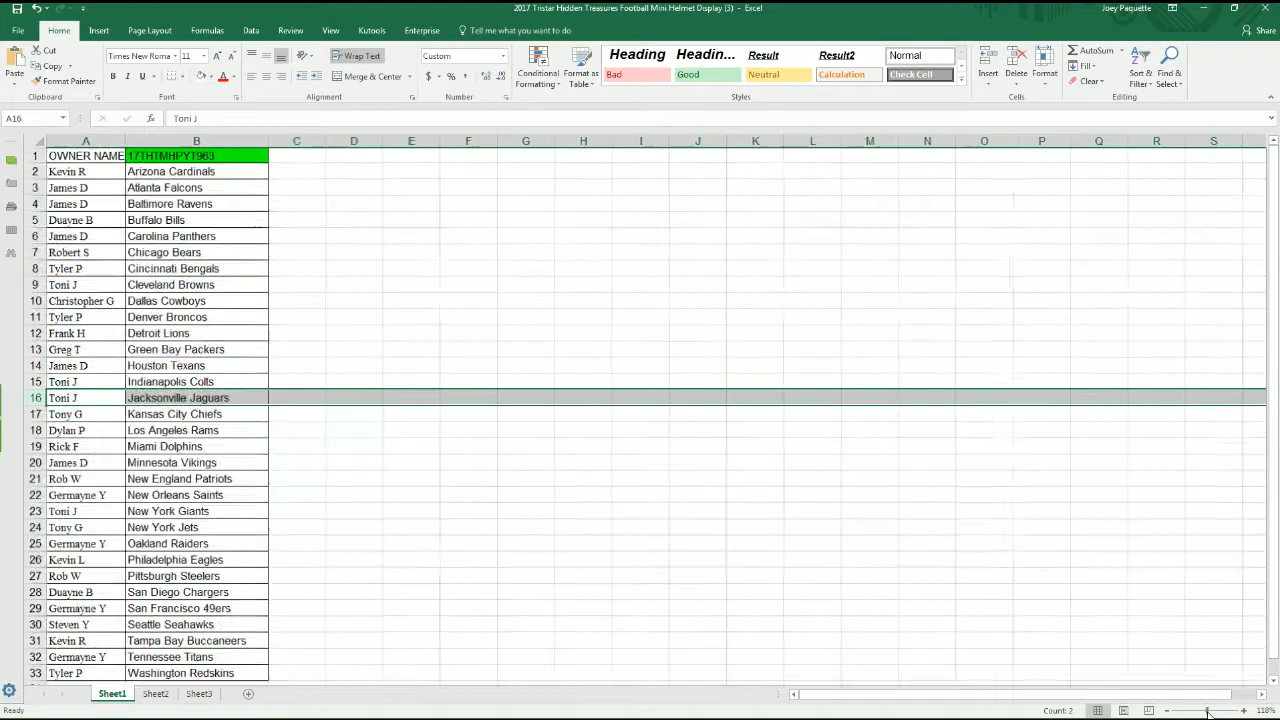 2017 Tristar Hidden Treasures Football Mini Helmet Display (3) - Excel
Joey Paquette
File Home Insert Page Layout Formulas Data Review View Kutools Enterprise Tell me what you want to do... Share
Paste Cut Copy Format Painter Clipboard
Times New Roma 11 B I U A Font
Wrap Text Merge & Center Alignment
Custom $ % , Number
Conditional Formatting Format as Table
Heading Headin... Result Result2 Normal
Bad Good Neutral Calculation Check Cell
Styles
Insert Delete Format Cells
AutoSum Fill Clear Sort & Filter Find & Select Editing
A16 fx Toni J
A B C D E F G H I J K L M N O P Q R S
1 OWNER NAME 17THTMHPYT963
2 Kevin R Arizona Cardinals
3 James D Atlanta Falcons
4 James D Baltimore Ravens
5 Duayne B Buffalo Bills
6 James D Carolina Panthers
7 Robert S Chicago Bears
8 Tyler P Cincinnati Bengals
9 Toni J Cleveland Browns
10 Christopher G Dallas Cowboys
11 Tyler P Denver Broncos
12 Frank H Detroit Lions
13 Greg T Green Bay Packers
14 James D Houston Texans
15 Toni J Indianapolis Colts
16 Toni J Jacksonville Jaguars
17 Tony G Kansas City Chiefs
18 Dylan P Los Angeles Rams
19 Rick F Miami Dolphins
20 James D Minnesota Vikings
21 Rob W New England Patriots
22 Germayne Y New Orleans Saints
23 Toni J New York Giants
24 Tony G New York Jets
25 Germayne Y Oakland Raiders
26 Kevin L Philadelphia Eagles
27 Rob W Pittsburgh Steelers
28 Duayne B San Diego Chargers
29 Germayne Y San Francisco 49ers
30 Steven Y Seattle Seahawks
31 Kevin R Tampa Bay Buccaneers
32 Germayne Y Tennessee Titans
33 Tyler P Washington Redskins
Sheet1 Sheet2 Sheet3
Ready Count: 2 118%